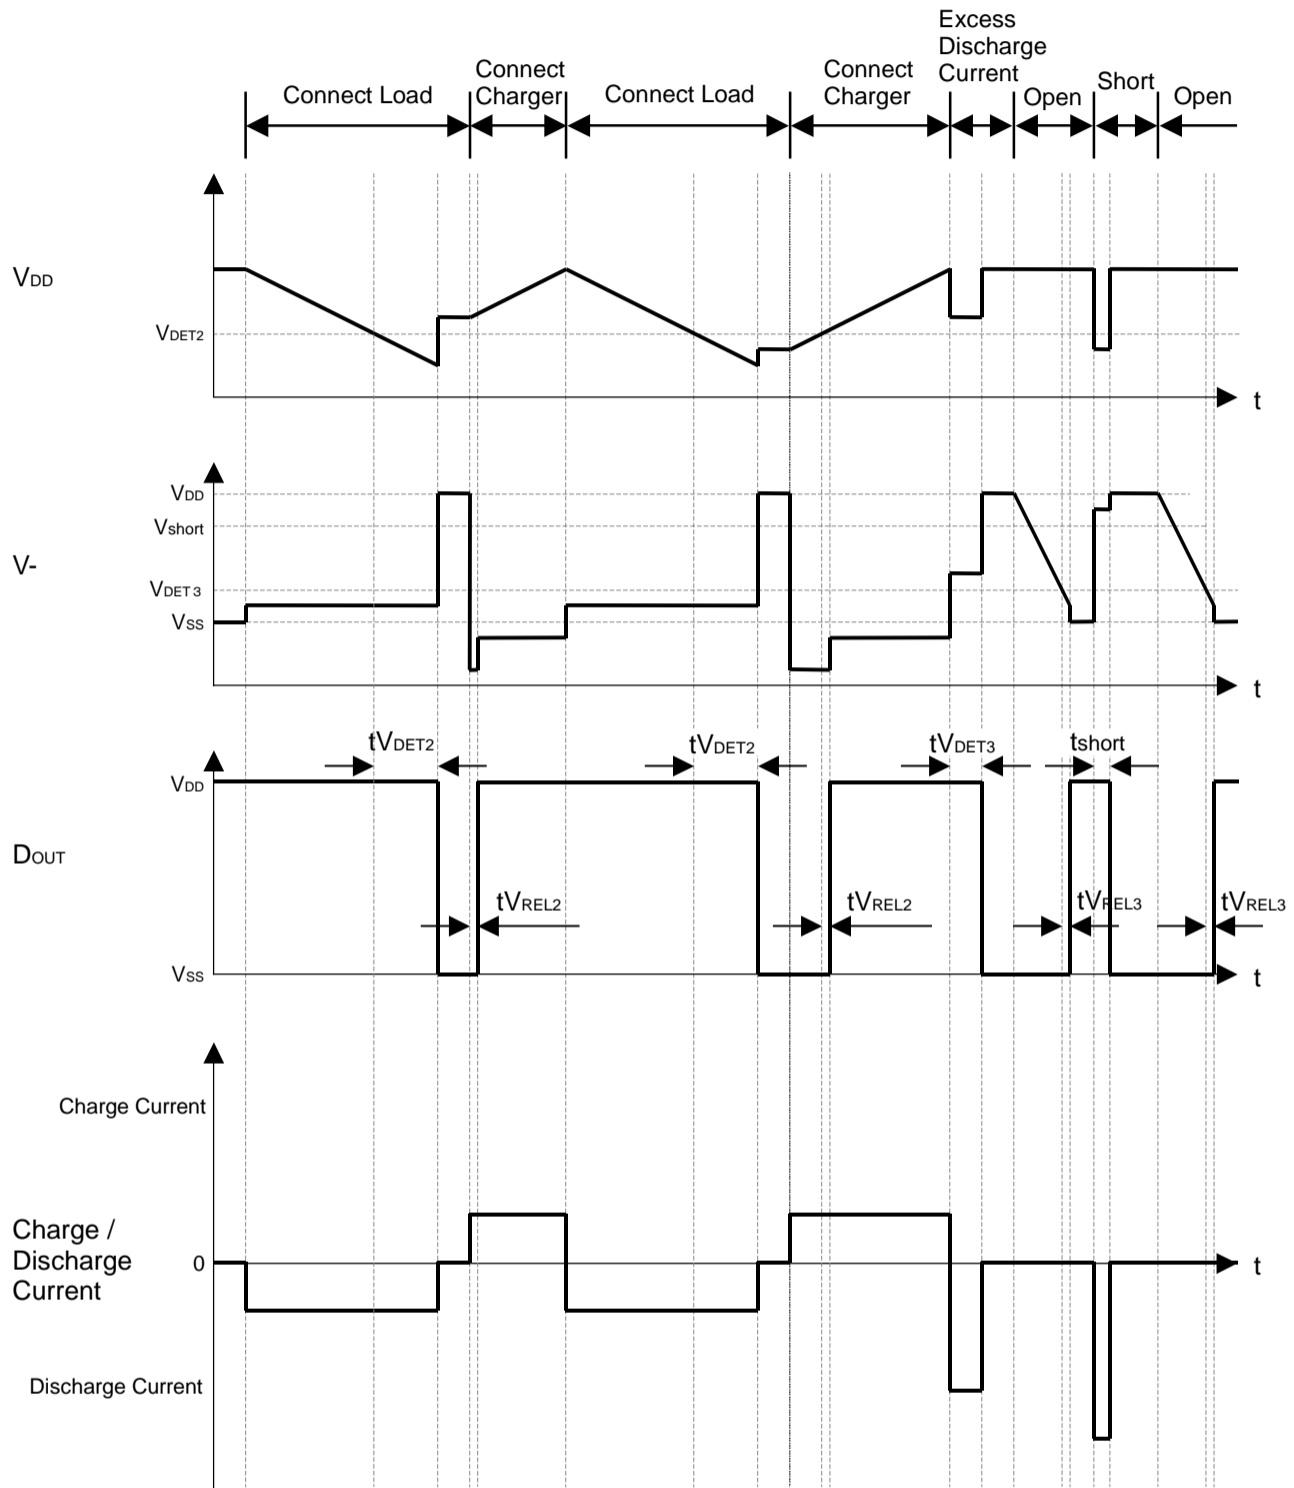 Excess
Discharge
Current
Connect Load
Connect
Charger
Connect Load
Connect
Charger
Open
Short
Open
VDD
VDET2
t
V-
VDD
Vshort
VDET3
VSS
t
DOUT
tVDET2
tVDET2
tVDET3
tshort
VDD
tVREL2
tVREL2
tVREL3
tVREL3
VSS
t
Charge Current
Charge /
Discharge
Current
0
t
Discharge Current